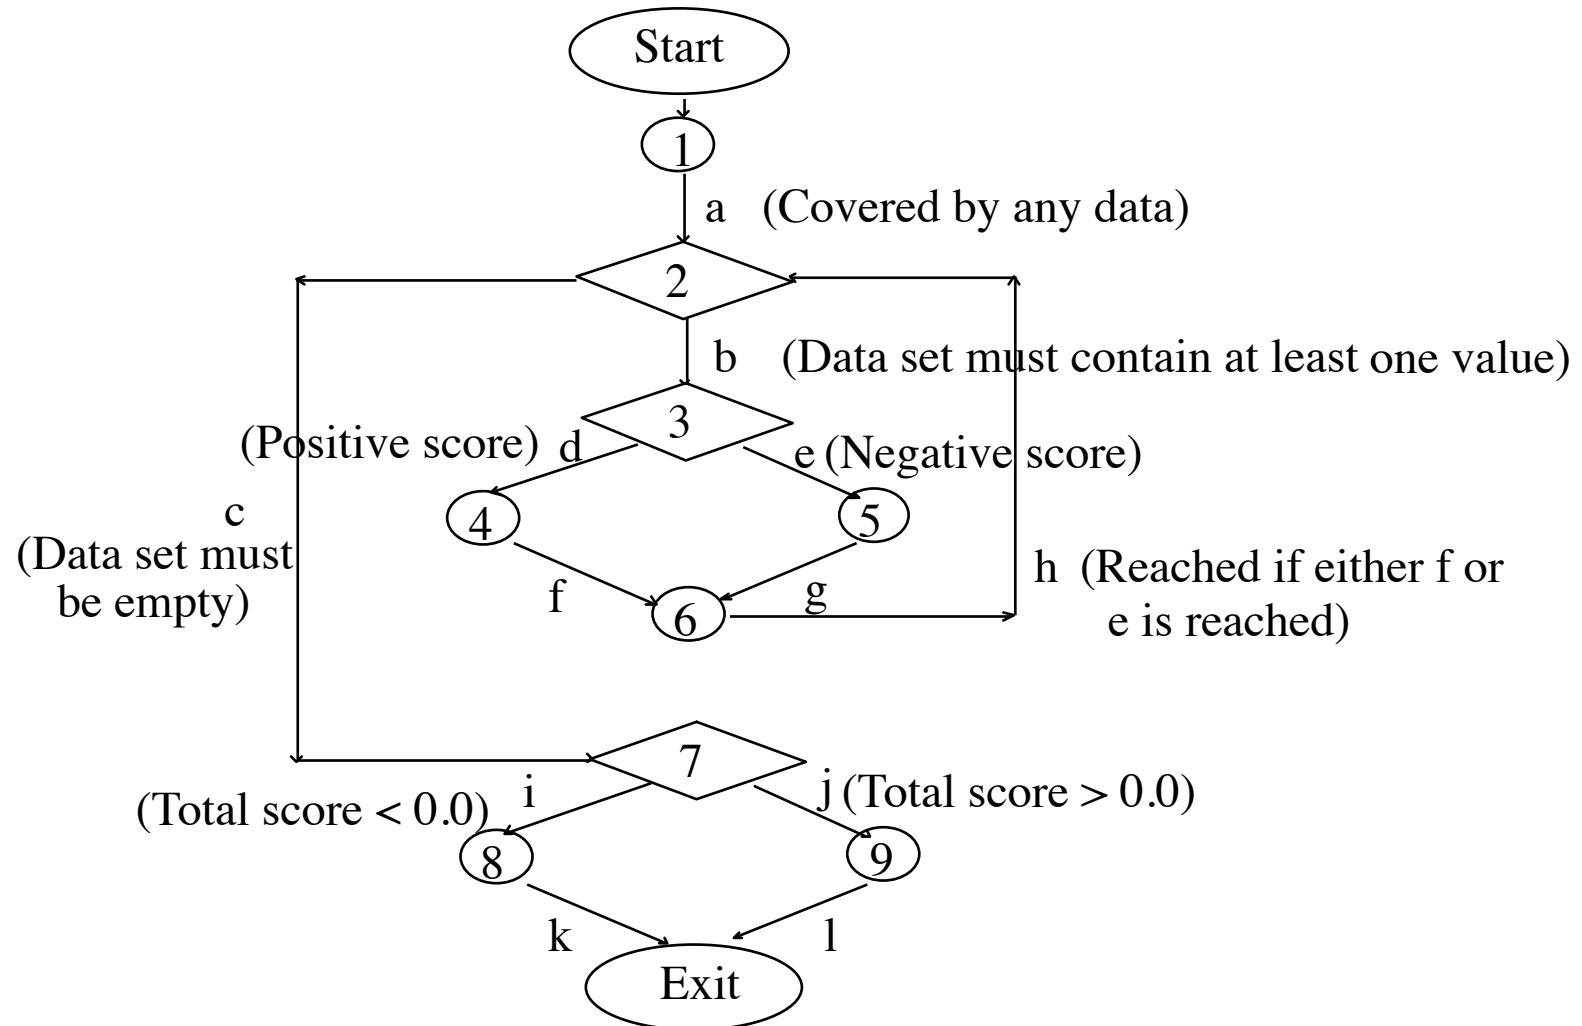 Start
1
a (Covered by any data)
2
b (Data set must contain at least one value)
3
(Positive score) d
e (Negative score)
c
(Data set must
be empty)
4
5
f
g
6
h (Reached if either f or
e is reached)
7
(Total score < 0.0) i
j (Total score > 0.0)
8
9
k
l
Exit